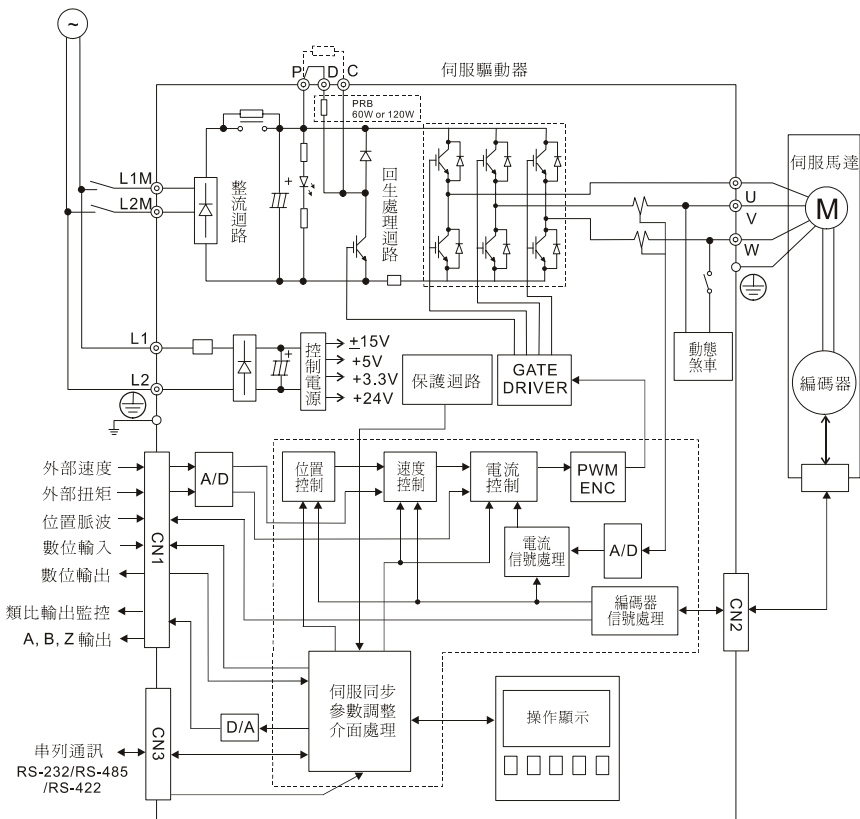 ~
P D C
伺服驅動器
PRB
60W or 120W
L1M
L2M
整流迴路
回生處理迴路
伺服馬達
U
V
W
M
L1
L2
控制電源
+15V
+5V
+3.3V
+24V
保護迴路
GATE
DRIVER
動態
煞車
編碼器
外部速度
外部扭矩
位置脈波
數位輸入
數位輸出
類比輸出監控
A, B, Z 輸出
CN1
A/D
位置
控制
速度
控制
電流
控制
PWM
ENC
電流
信號處理
A/D
編碼器
信號處理
CN2
伺服同步
參數調整
介面處理
D/A
操作顯示
CN3
串列通訊
RS-232/RS-485
/RS-422